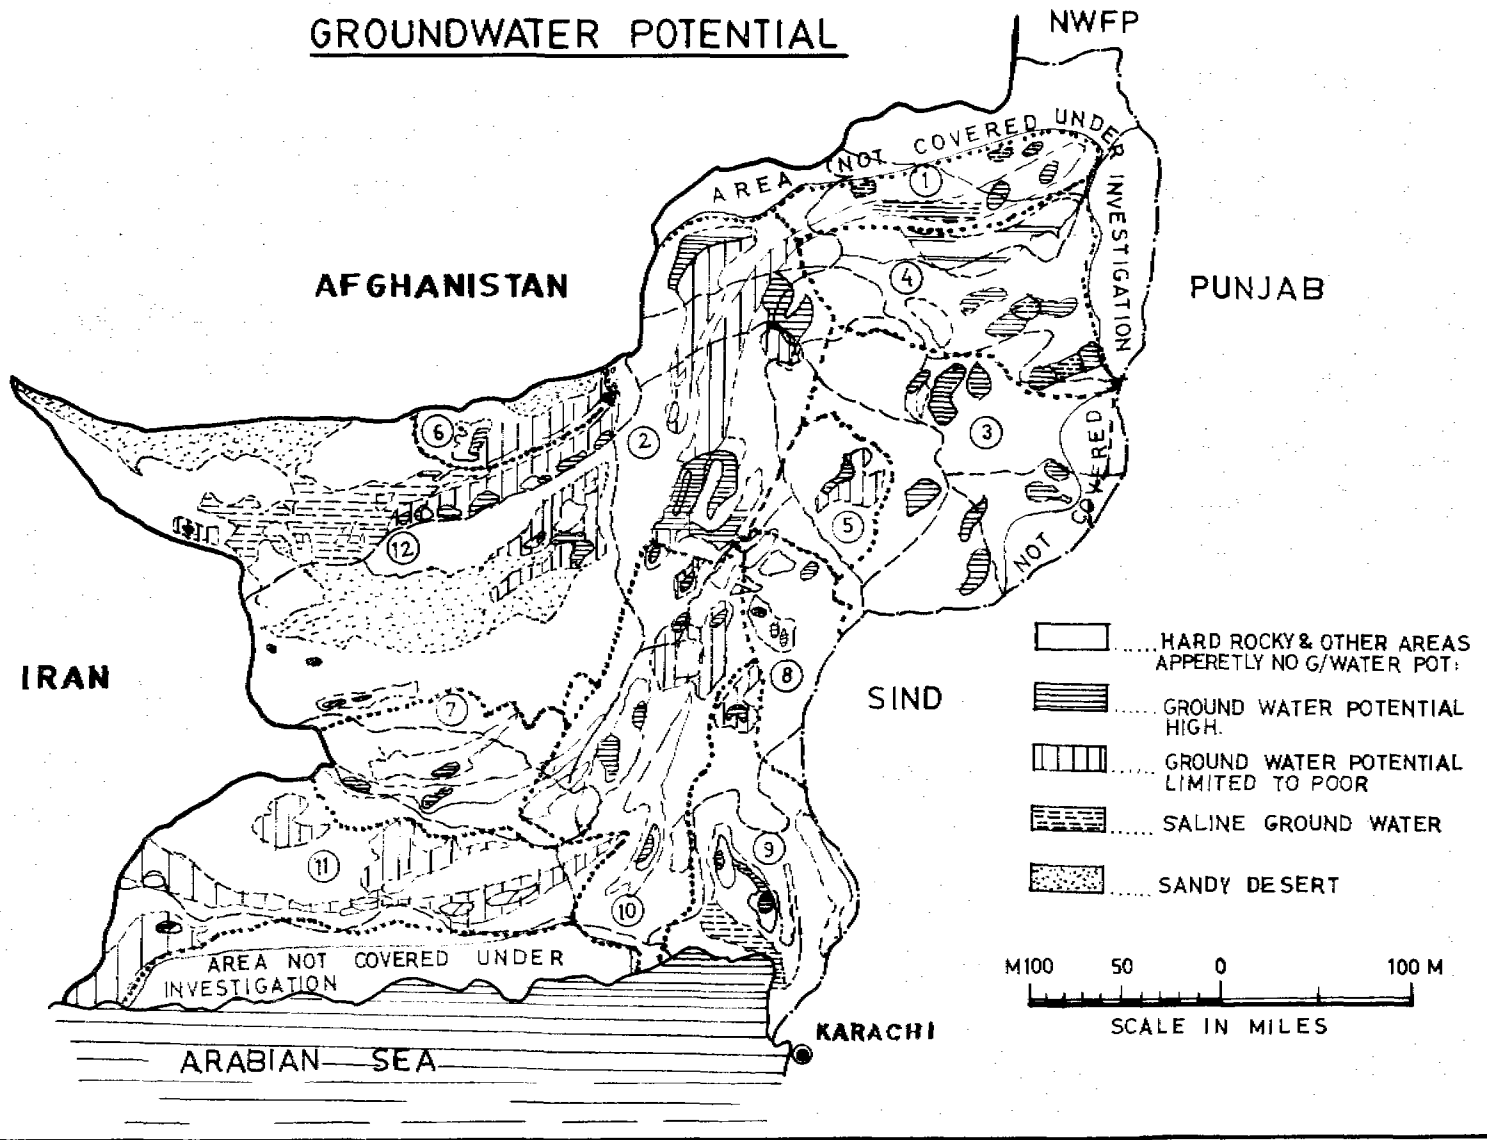 GROUNDWATER POTENTIAL
NWFP
AREA NOT COVERED UNDER INVESTIGATION
1
AFGHANISTAN
4
PUNJAB
6
2
3
NOT COVERED
5
12
IRAN
7
8
SIND
9
11
10
AREA NOT COVERED UNDER
INVESTIGATION
KARACHI
ARABIAN SEA
HARD ROCKY & OTHER AREAS
APPERETLY NO G/WATER POT:
GROUND WATER POTENTIAL
HIGH.
GROUND WATER POTENTIAL
LIMITED TO POOR
SALINE GROUND WATER
SANDY DESERT
M100 50 0 100 M
SCALE IN MILES